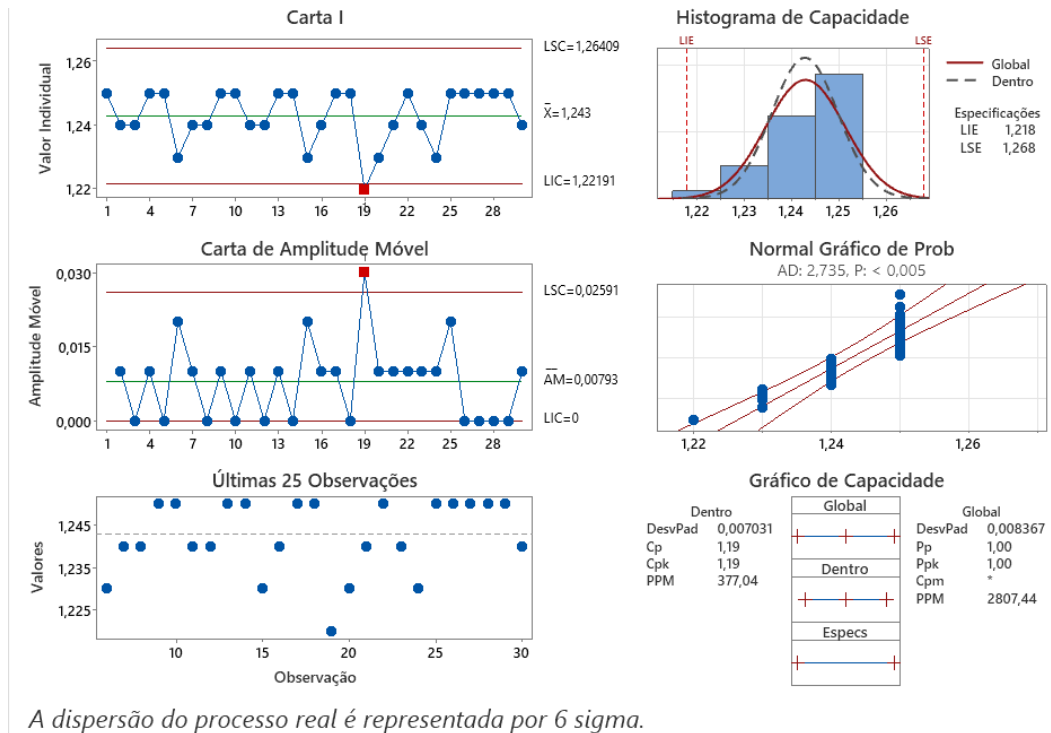 Carta I
Valor Individual
1,26
1,24
1,22
1
4
7
10
13
16
19
22
25
28
LSC=1,26409
X̄=1,243
LIC=1,22191
Histograma de Capacidade
LIE
LSE
1,22
1,23
1,24
1,25
1,26
Global
Dentro
Especificações
LIE 1,218
LSE 1,268
Carta de Amplitude Móvel
Amplitude Móvel
0,030
0,015
0,000
1
4
7
10
13
16
19
22
25
28
LSC=0,02591
A̅M̅=0,00793
LIC=0
Normal Gráfico de Prob
AD: 2,735, P: < 0,005
1,22
1,24
1,26
Últimas 25 Observações
Valores
1,245
1,235
1,225
10
15
20
25
30
Observação
Gráfico de Capacidade
Dentro
DesvPad 0,007031
Cp 1,19
Cpk 1,19
PPM 377,04
Global
Dentro
Especs
Global
DesvPad 0,008367
Pp 1,00
Ppk 1,00
Cpm *
PPM 2807,44
A dispersão do processo real é representada por 6 sigma.